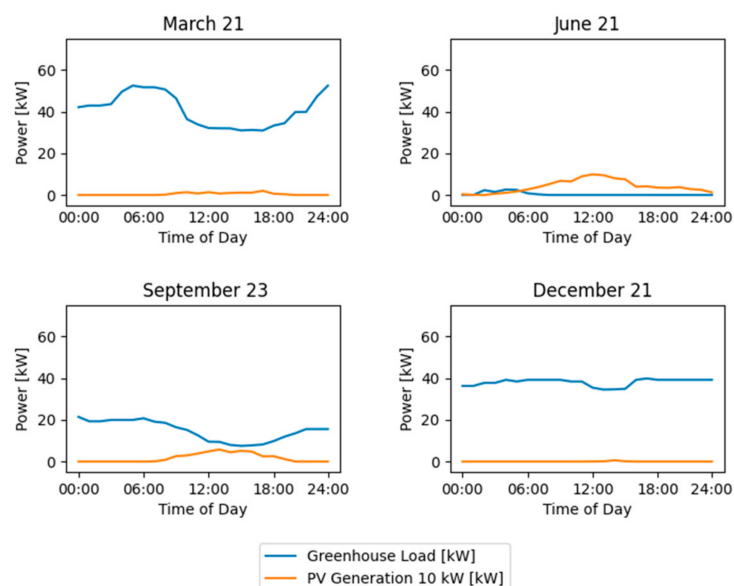 March 21
Power [kW]
60
40
20
0
00:00 06:00 12:00 18:00 24:00
Time of Day
June 21
Power [kW]
60
40
20
0
00:00 06:00 12:00 18:00 24:00
Time of Day
September 23
Power [kW]
60
40
20
0
00:00 06:00 12:00 18:00 24:00
Time of Day
December 21
Power [kW]
60
40
20
0
00:00 06:00 12:00 18:00 24:00
Time of Day
Greenhouse Load [kW]
PV Generation 10 kW [kW]